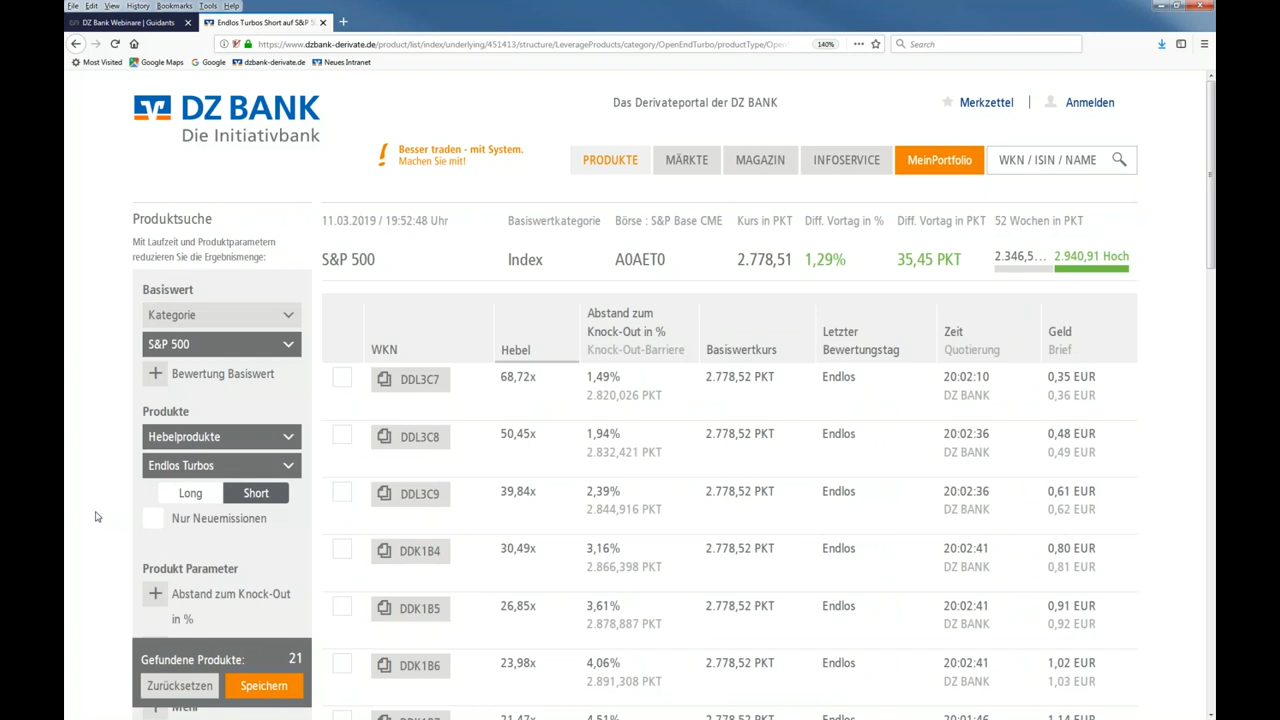 File Edit View History Bookmarks Tools Help
DZ Bank Webinare | Guidants
Endlos Turbos Short auf S&P 5
https://www.dzbank-derivate.de/product/list/index/underlying/451413/structure/LeverageProducts/category/OpenEndTurbo/productType/Open
140%
Search
Most Visited Google Maps Google dzbank-derivate.de Neues Intranet
DZ BANK
Die Initiativbank
Das Derivateportal der DZ BANK
Merkzettel
Anmelden
Besser traden - mit System.
Machen Sie mit!
PRODUKTE MÄRKTE MAGAZIN INFOSERVICE MeinPortfolio WKN / ISIN / NAME
Produktsuche
Mit Laufzeit und Produktparametern
reduzieren Sie die Ergebnismenge:
Basiswert
Kategorie
S&P 500
Bewertung Basiswert
Produkte
Hebelprodukte
Endlos Turbos
Long Short
Nur Neuemissionen
Produkt Parameter
Abstand zum Knock-Out
in %
Gefundene Produkte: 21
Zurücksetzen Speichern
Mehr
11.03.2019 / 19:52:48 Uhr Basiswertkategorie Börse : S&P Base CME Kurs in PKT Diff. Vortag in % Diff. Vortag in PKT 52 Wochen in PKT
S&P 500 Index A0AET0 2.778,51 1,29% 35,45 PKT 2.346,5... 2.940,91 Hoch
Abstand zum
Knock-Out in % Letzter Zeit Geld
WKN Hebel Knock-Out-Barriere Basiswertkurs Bewertungstag Quotierung Brief
DDL3C7 68,72x 1,49% 2.778,52 PKT Endlos 20:02:10 0,35 EUR
2.820,026 PKT DZ BANK 0,36 EUR
DDL3C8 50,45x 1,94% 2.778,52 PKT Endlos 20:02:36 0,48 EUR
2.832,421 PKT DZ BANK 0,49 EUR
DDL3C9 39,84x 2,39% 2.778,52 PKT Endlos 20:02:36 0,61 EUR
2.844,916 PKT DZ BANK 0,62 EUR
DDK1B4 30,49x 3,16% 2.778,52 PKT Endlos 20:02:41 0,80 EUR
2.866,398 PKT DZ BANK 0,81 EUR
DDK1B5 26,85x 3,61% 2.778,52 PKT Endlos 20:02:41 0,91 EUR
2.878,887 PKT DZ BANK 0,92 EUR
DDK1B6 23,98x 4,06% 2.778,52 PKT Endlos 20:02:41 1,02 EUR
2.891,308 PKT DZ BANK 1,03 EUR